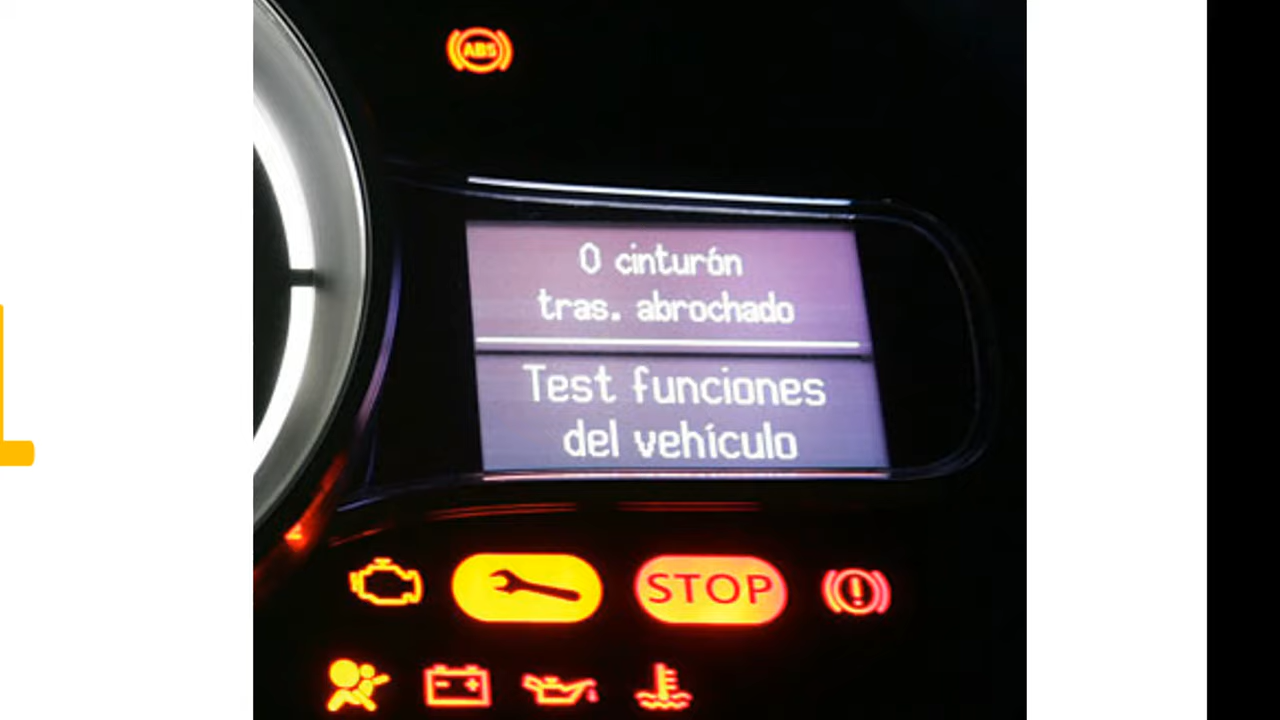 ABS
0 cinturón
tras. abrochado
Test funciones
del vehículo
STOP